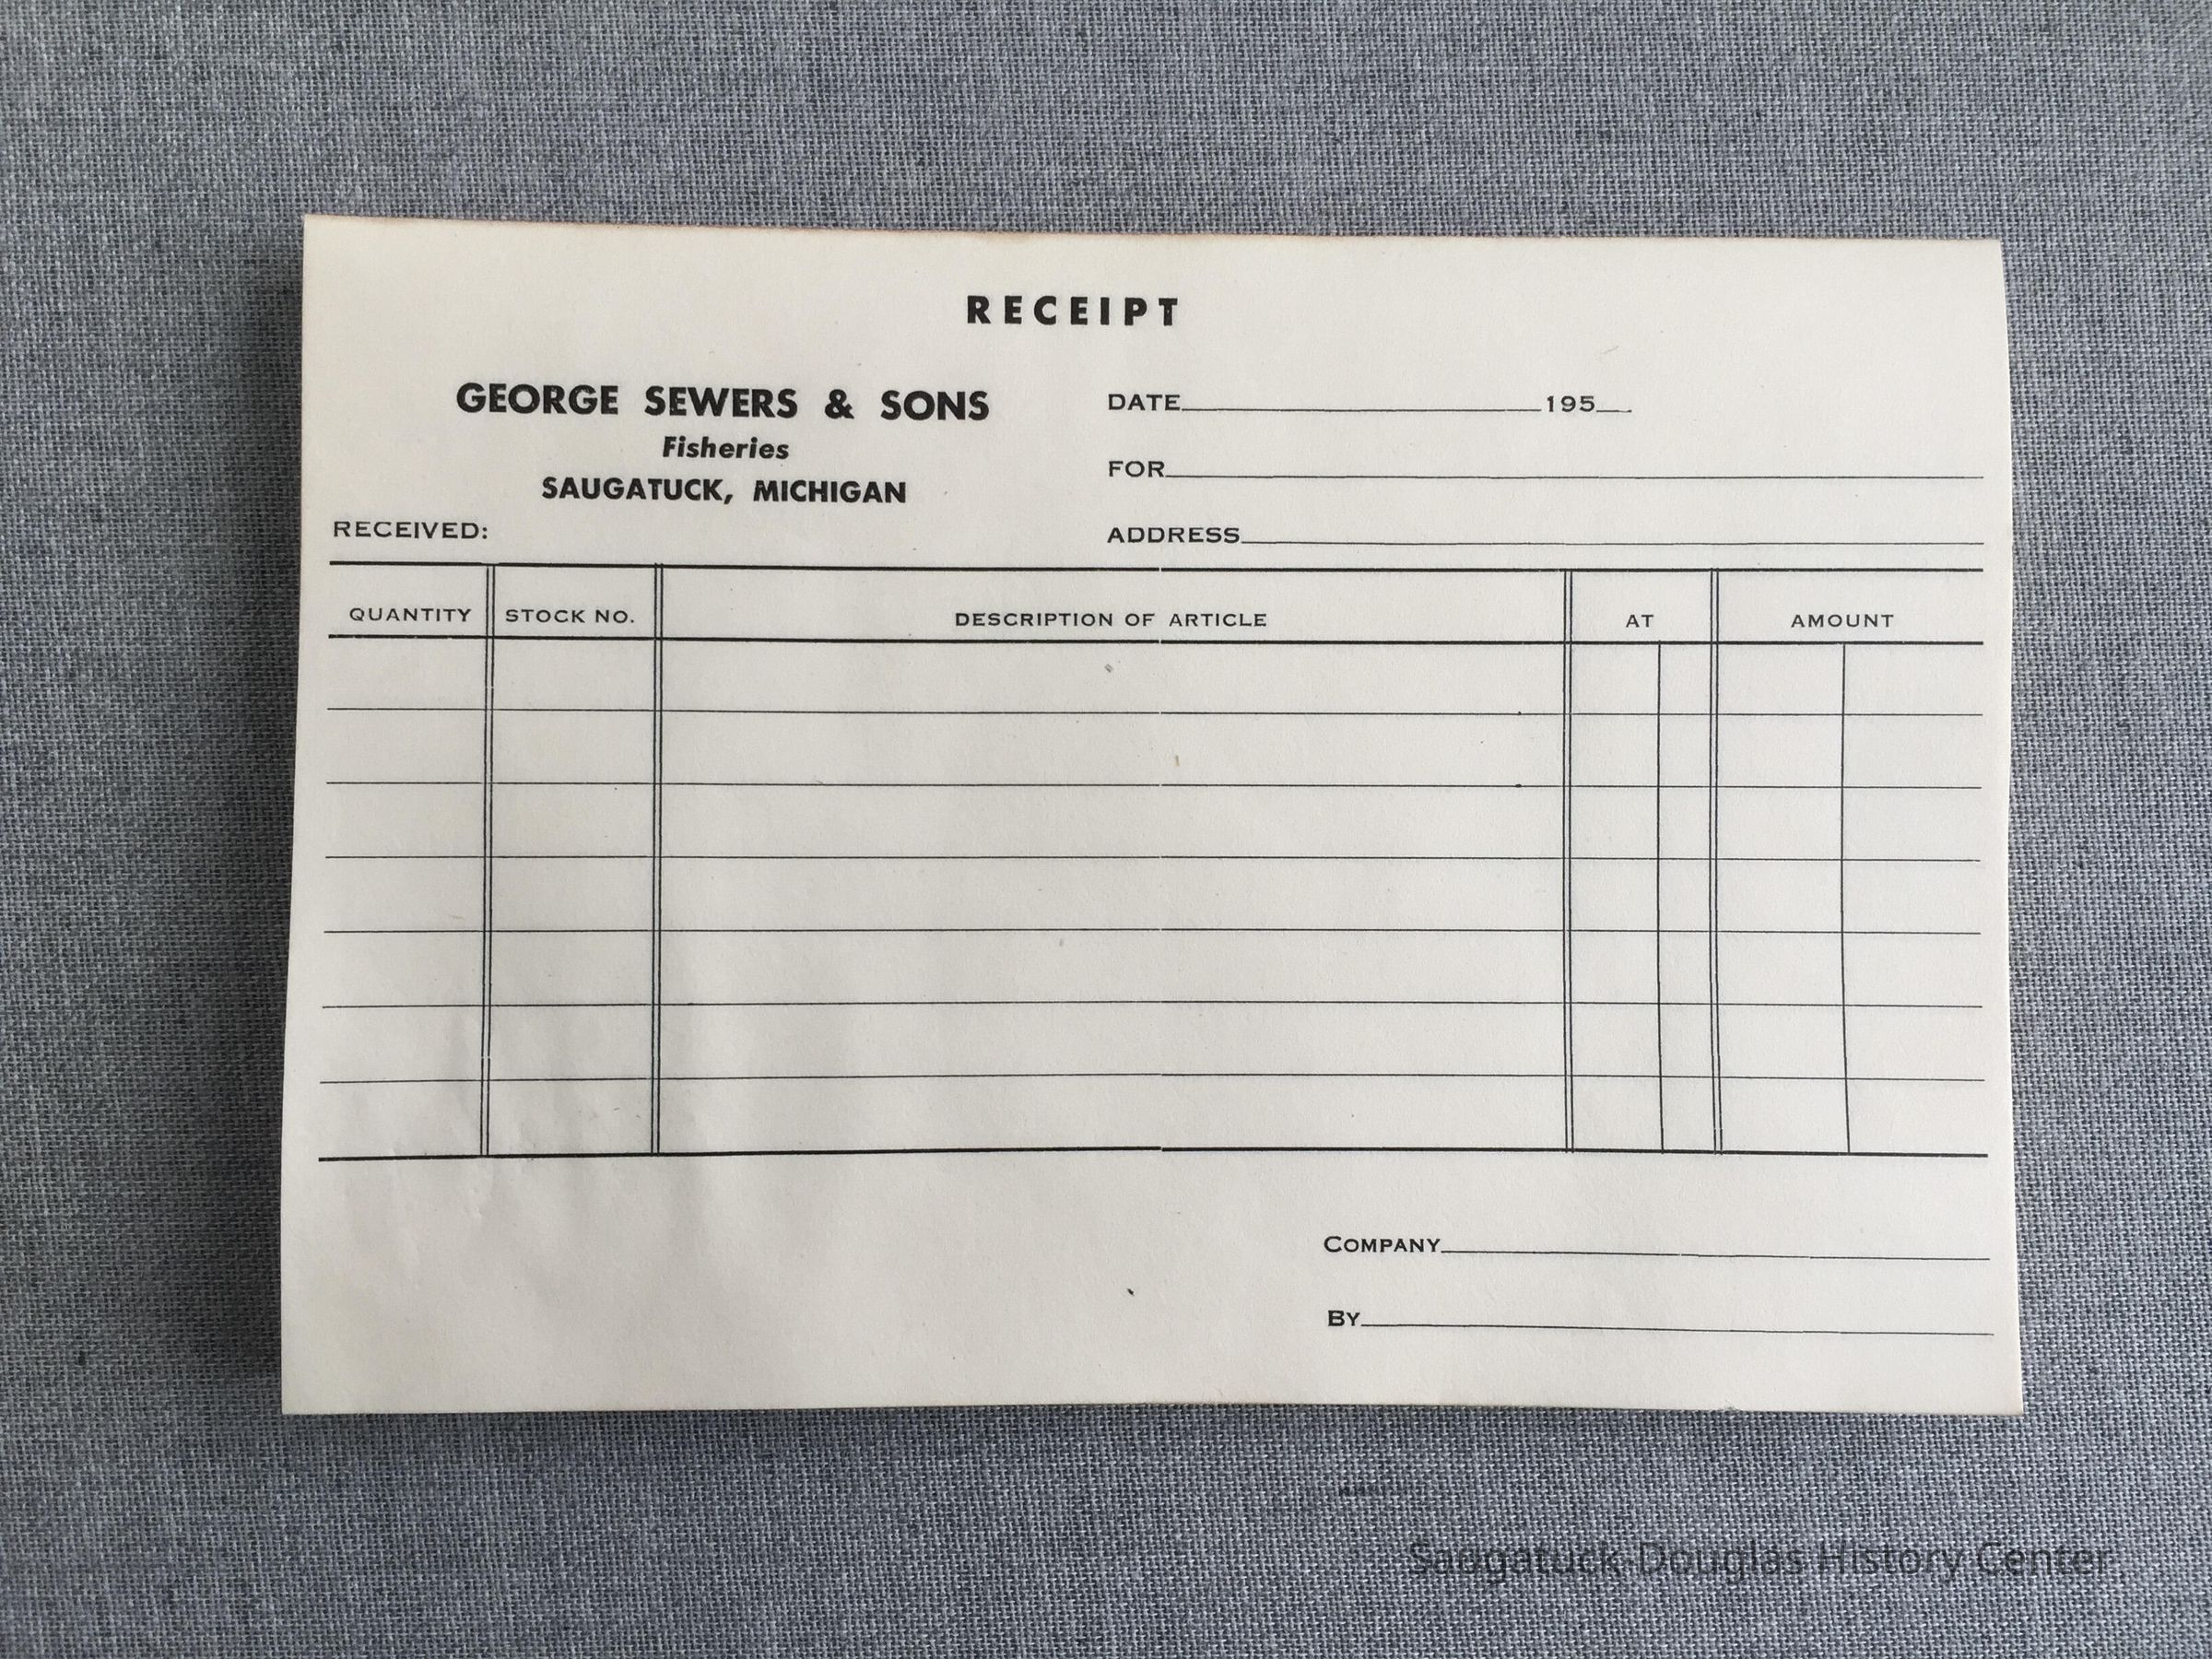 RECEIPT
GEORGE SEWERS & SONS
Fisheries
SAUGATUCK, MICHIGAN
RECEIVED:
DATE 195
FOR
ADDRESS
QUANTITY STOCK NO. DESCRIPTION OF ARTICLE AT AMOUNT
COMPANY
BY
Saugatuck-Douglas History Center